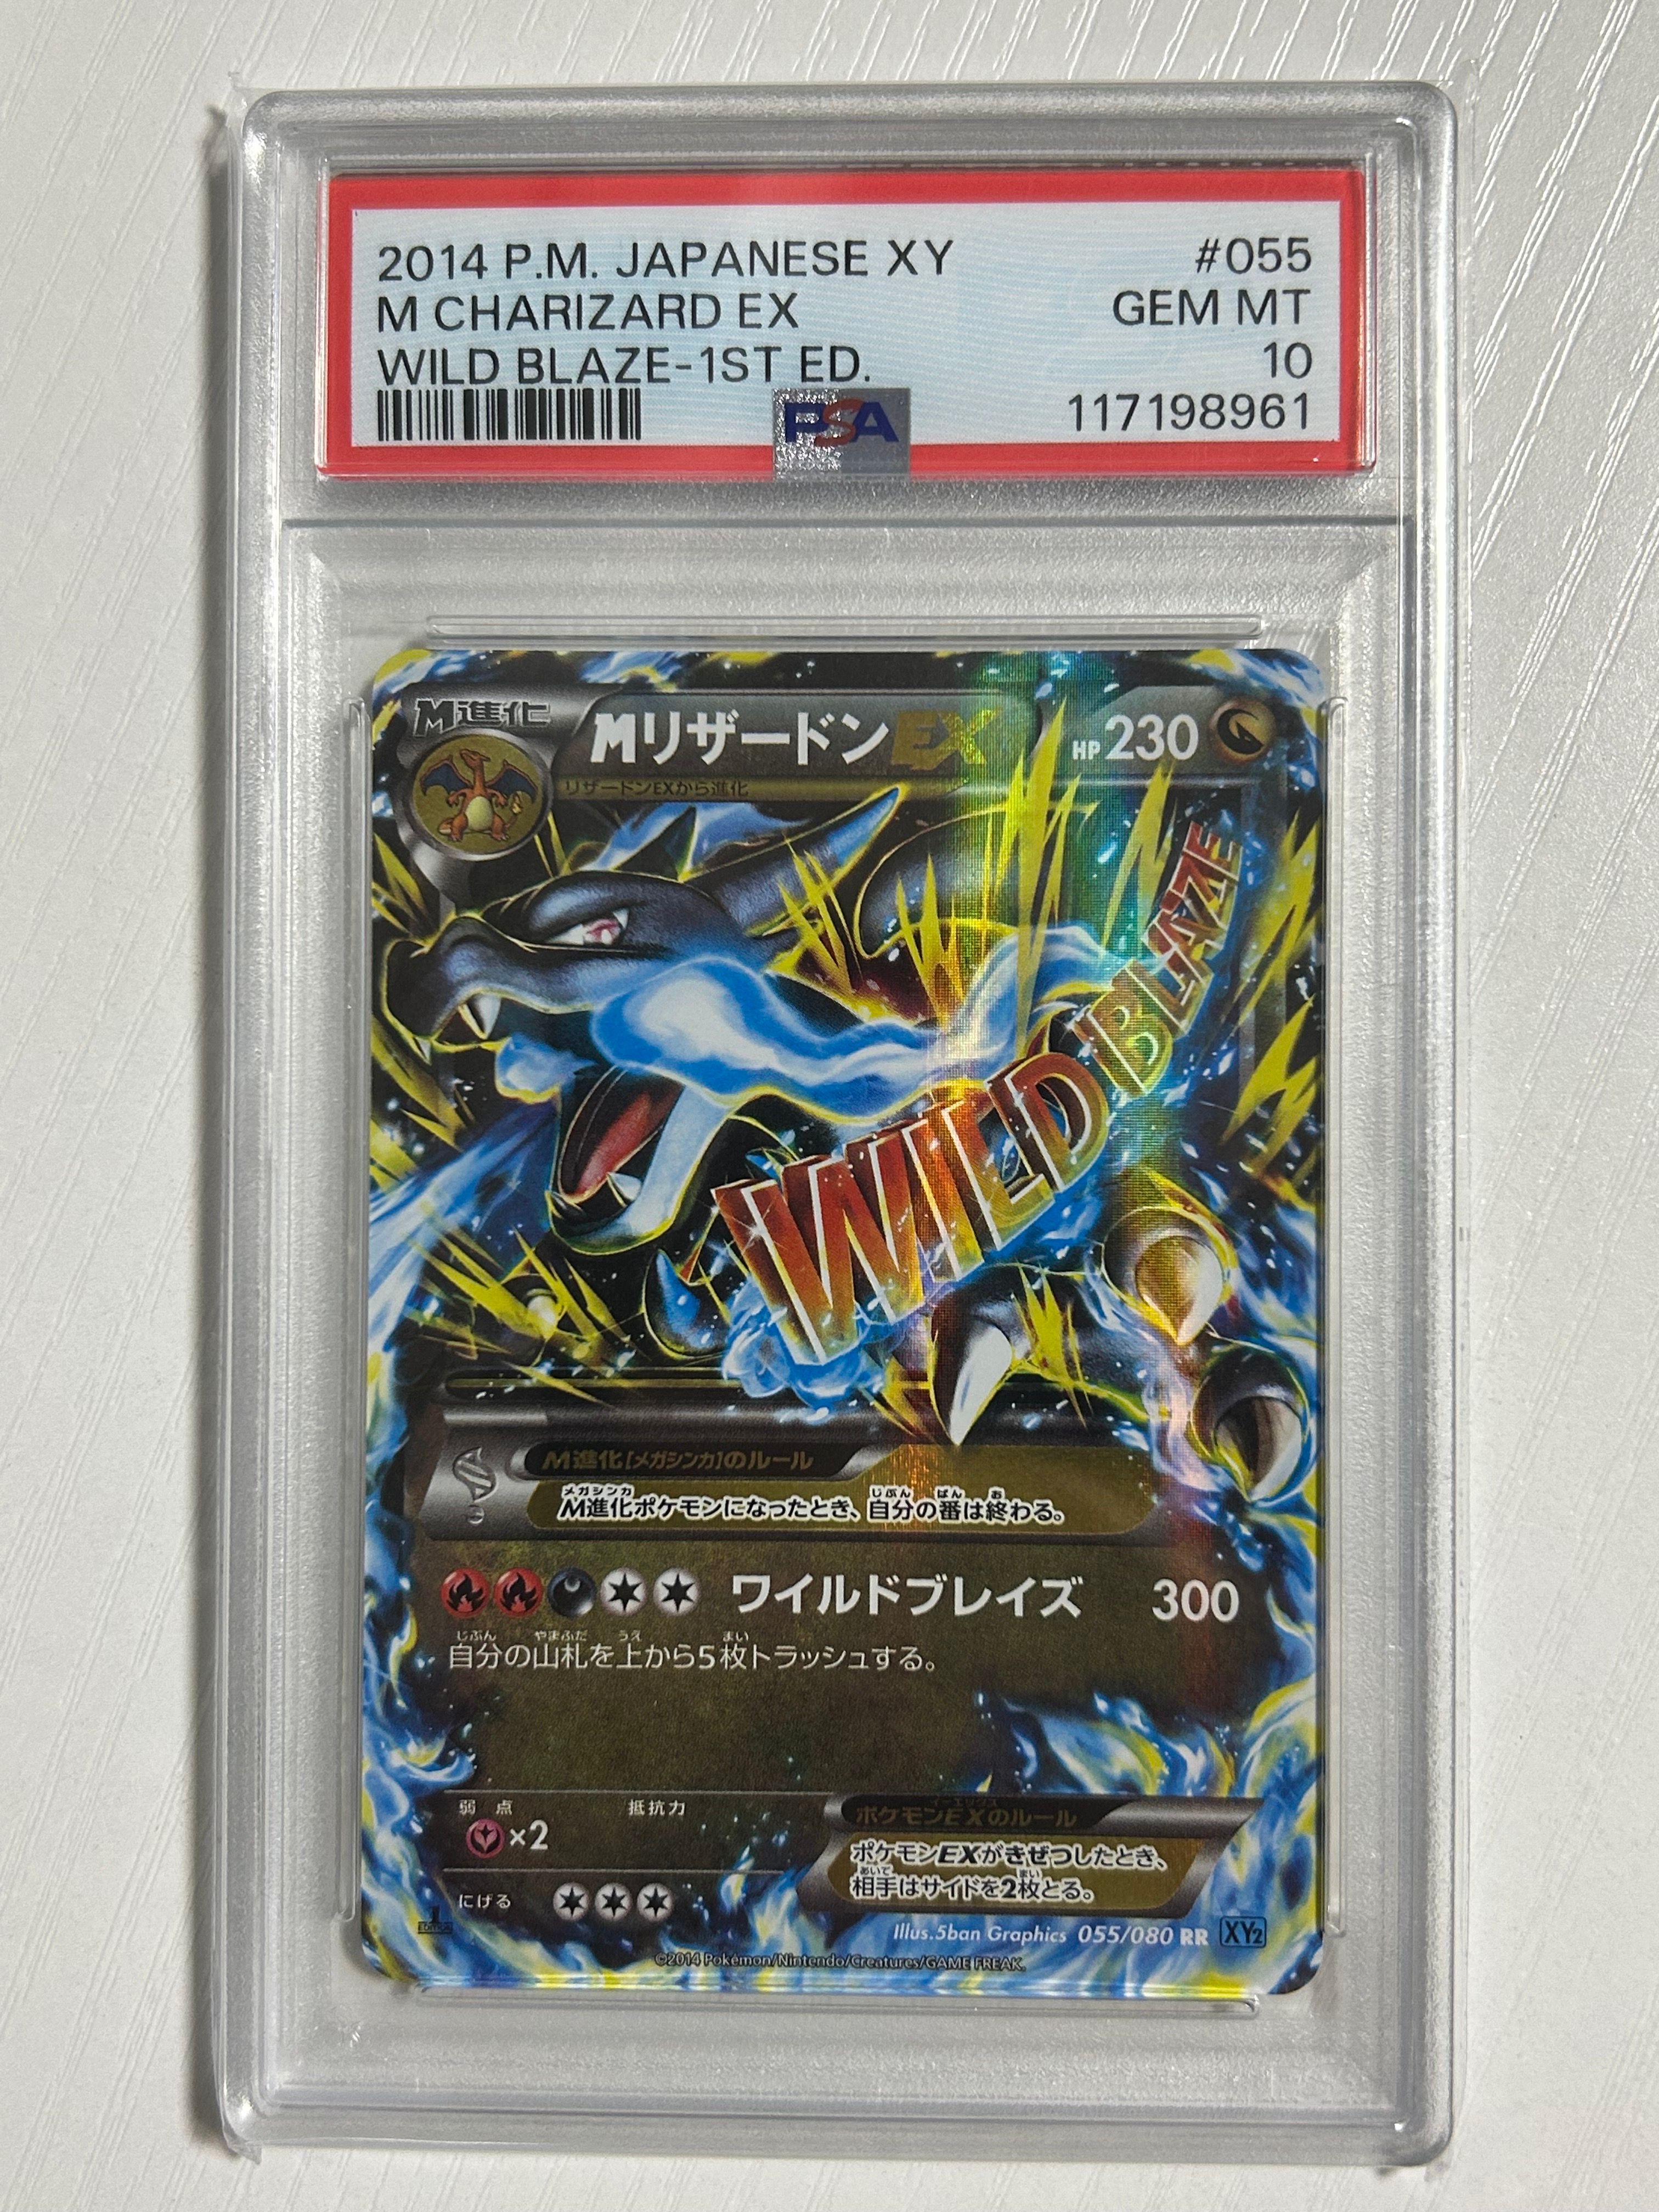 2014 P.M. JAPANESE XY #055
M CHARIZARD EX GEM MT
WILD BLAZE-1ST ED. 10
PSA 117198961
M進化 MリザードンEX HP230
リザードンEXから進化
WILD BLAZE
M進化[メガシンカ]のルール
M進化ポケモンになったとき、自分の番は終わる。
ワイルドブレイズ 300
自分の山札を上から5枚トラッシュする。
弱点 抵抗力
×2
にげる
ポケモンEXのルール
ポケモンEXがきぜつしたとき、
相手はサイドを2枚とる。
1 EDITION
Illus.5ban Graphics 055/080 RR XY2
©2014 Pokémon/Nintendo/Creatures/GAME FREAK.